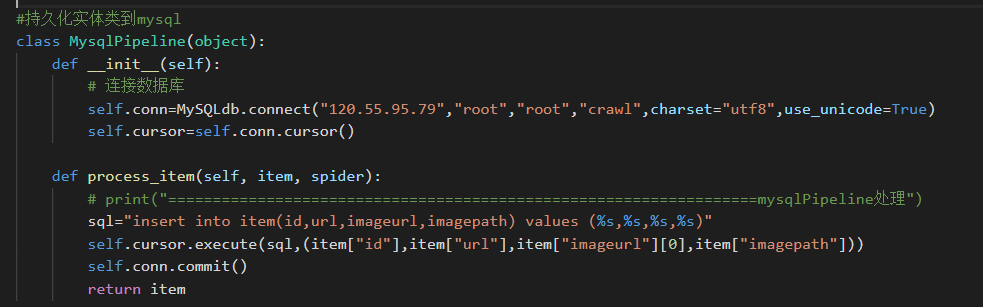 #持久化实体类到mysql
class MysqlPipeline(object):
    def __init__(self):
        # 连接数据库
        self.conn=MySQLdb.connect("120.55.95.79","root","root","crawl",charset="utf8",use_unicode=True)
        self.cursor=self.conn.cursor()
    def process_item(self, item, spider):
        # print("==================================================================mysqlPipeline处理")
        sql="insert into item(id,url,imageurl,imagepath) values (%s,%s,%s,%s)"
        self.cursor.execute(sql,(item["id"],item["url"],item["imageurl"][0],item["imagepath"]))
        self.conn.commit()
        return item